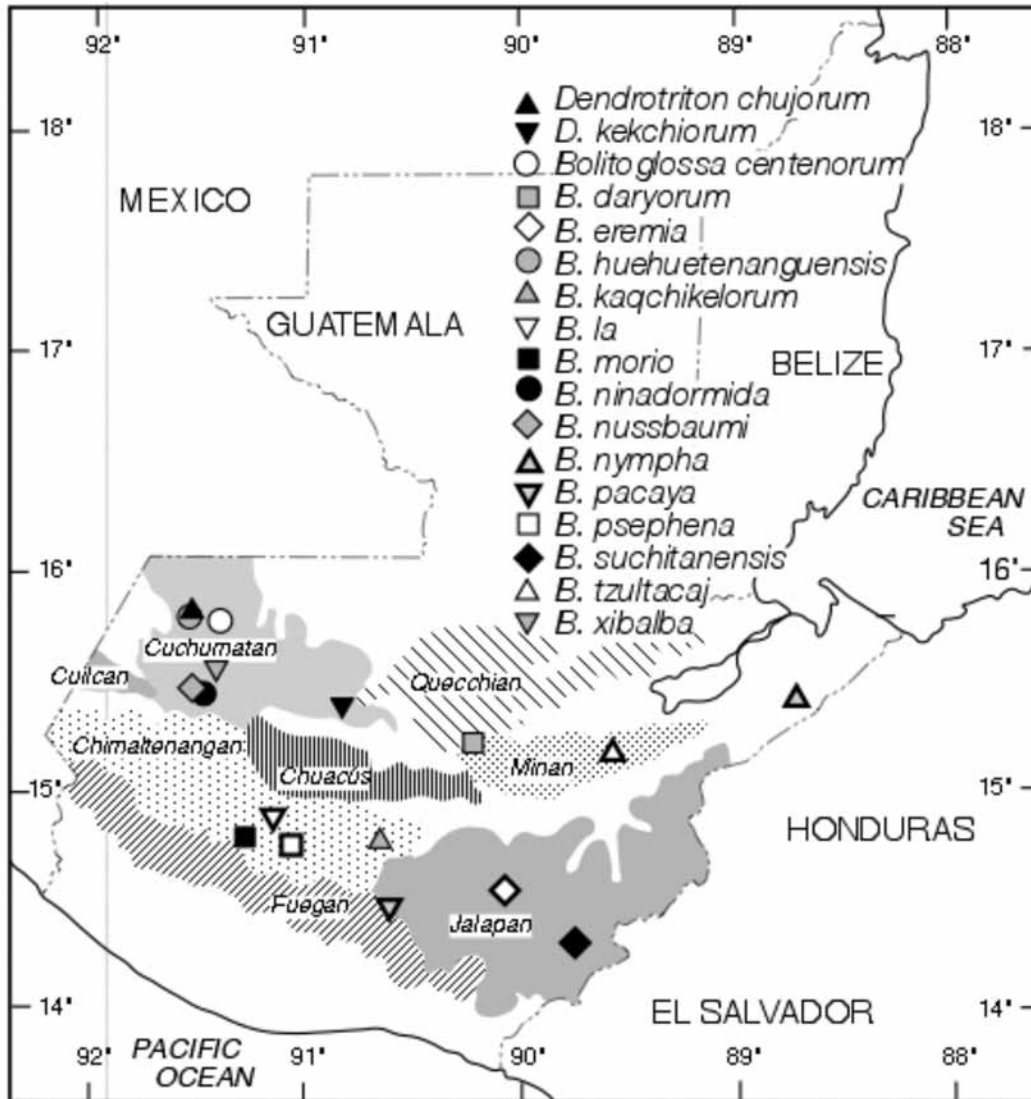 92° 91° 90° 89° 88°
Dendrotriton chujorum
18° D. kekchiorum 18°
Bolitoglossa centenorum
MEXICO B. daryorum
B. eremia
B. huehuetenanguensis
B. kaqchikelorum
GUATEMALA B. la
17° B. morio BELIZE 17°
B. ninadormida
B. nussbaumi
B. nympha
B. pacaya CARIBBEAN
B. psephena SEA
B. suchitanensis
16° B. tzultacaj 16°
B. xibalba
Cuchumatan
Cuilcan Quecchian
Chimaltenangan
Chuacús Minan
15° 15°
HONDURAS
Fuegan Jalapan
14° EL SALVADOR 14°
PACIFIC
OCEAN
92° 91° 90° 89° 88°